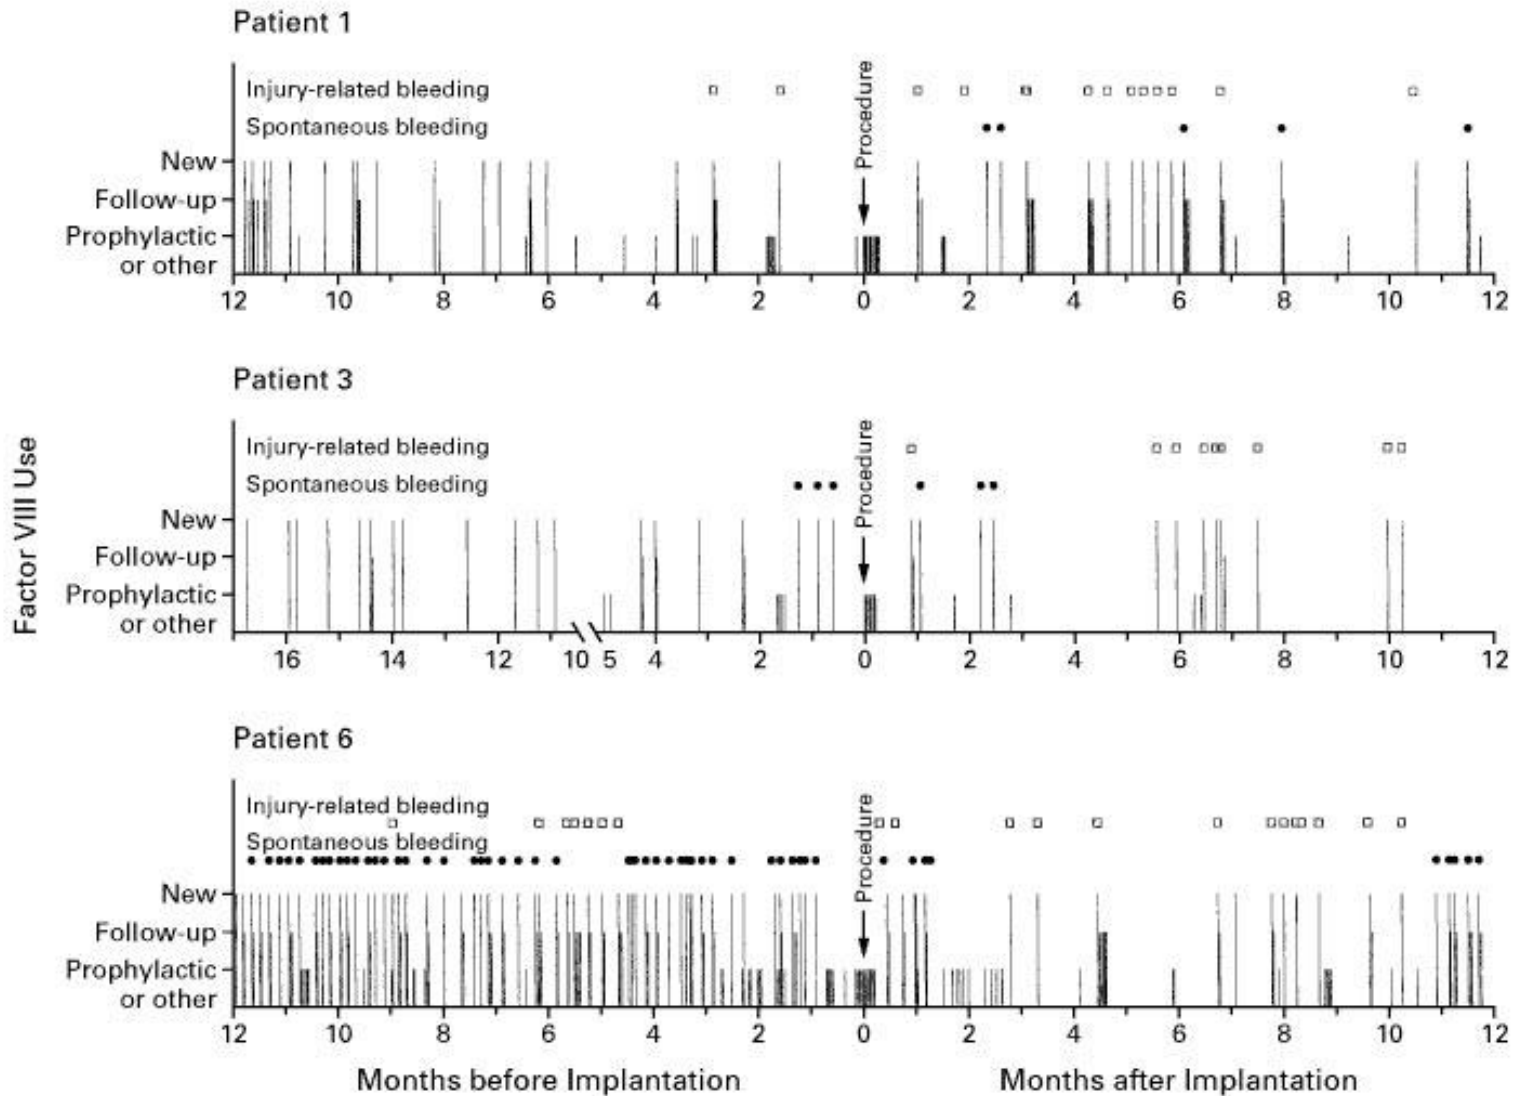 Patient 1
Injury-related bleeding
Spontaneous bleeding
New
Follow-up
Prophylactic
or other
Procedure
12 10 8 6 4 2 0 2 4 6 8 10 12
Patient 3
Factor VIII Use
Injury-related bleeding
Spontaneous bleeding
New
Follow-up
Prophylactic
or other
Procedure
16 14 12 10 5 4 2 0 2 4 6 8 10 12
Patient 6
Injury-related bleeding
Spontaneous bleeding
New
Follow-up
Prophylactic
or other
Procedure
12 10 8 6 4 2 0 2 4 6 8 10 12
Months before Implantation
Months after Implantation